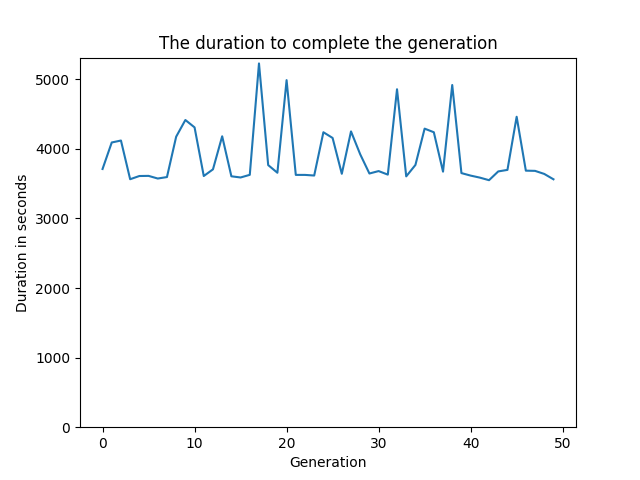 The duration to complete the generation
5000
4000
3000
2000
1000
0
Duration in seconds
0 10 20 30 40 50
Generation